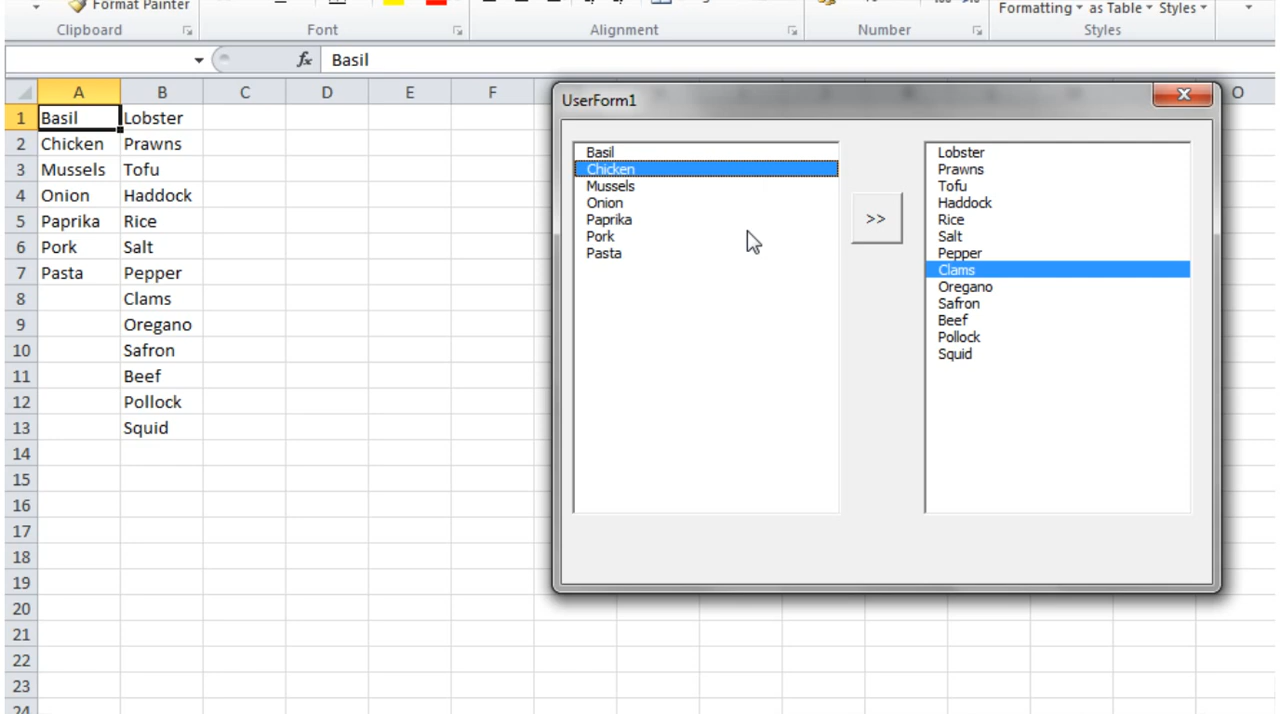 Format Painter
Formatting as Table Styles
Clipboard Font Alignment Number Styles
fx Basil
A B C D E F O
1 Basil Lobster
2 Chicken Prawns
3 Mussels Tofu
4 Onion Haddock
5 Paprika Rice
6 Pork Salt
7 Pasta Pepper
8 Clams
9 Oregano
10 Safron
11 Beef
12 Pollock
13 Squid
14
15
16
17
18
19
20
21
22
23
24
UserForm1
Basil
Chicken
Mussels
Onion
Paprika
Pork
Pasta
>>
Lobster
Prawns
Tofu
Haddock
Rice
Salt
Pepper
Clams
Oregano
Safron
Beef
Pollock
Squid